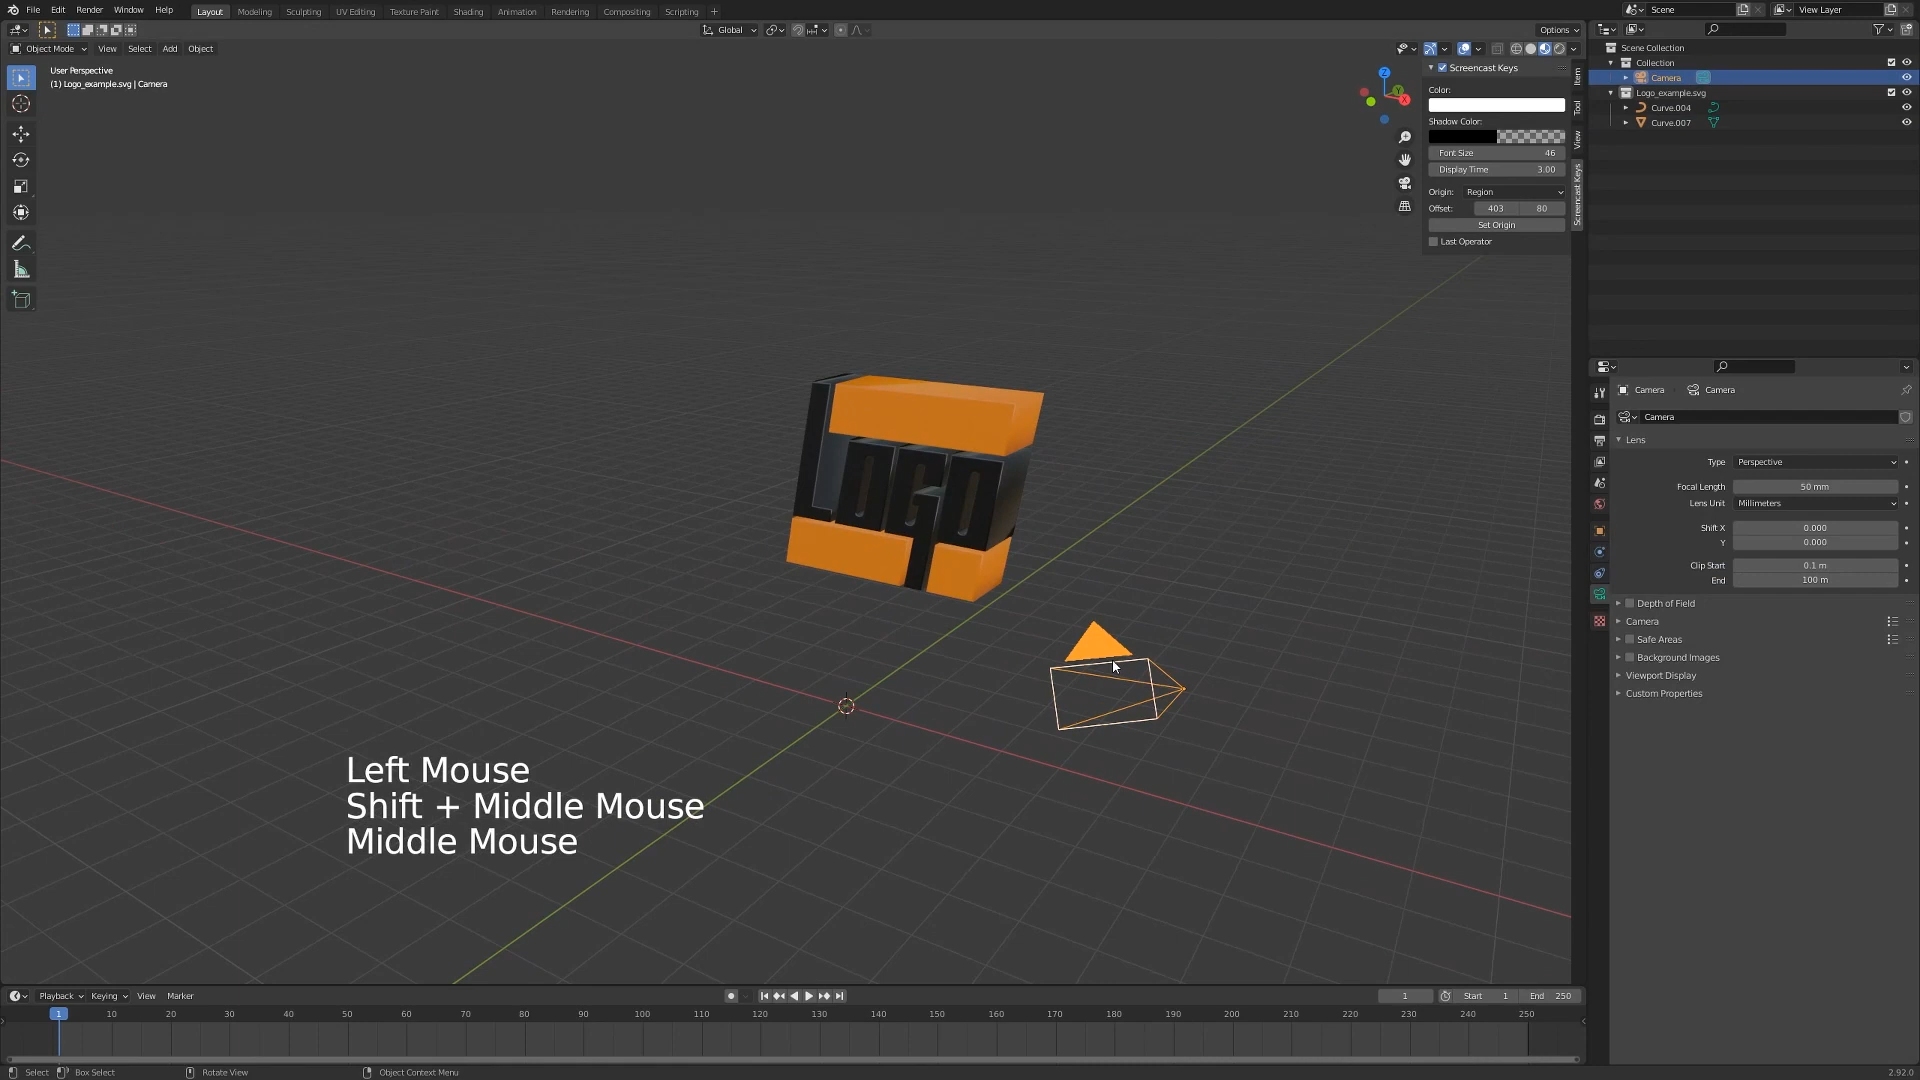 File Edit Render Window Help Layout Modeling Sculpting UV Editing Texture Paint Shading Animation Rendering Compositing Scripting + Scene View Layer
Global Options
Object Mode View Select Add Object
User Perspective
(1) Logo_example.svg | Camera
LOGO
Z
Y
X
Screencast Keys
Color:
Shadow Color:
Font Size 46
Display Time 3.00
Origin: Region
Offset: 403 80
Set Origin
Last Operator
Item
Tool
View
Screencast Keys
Scene Collection
Collection
Camera
Logo_example.svg
Curve.004
Curve.007
Camera Camera
Camera
Lens
Type Perspective
Focal Length 50 mm
Lens Unit Millimeters
Shift X 0.000
Y 0.000
Clip Start 0.1 m
End 100 m
Depth of Field
Camera
Safe Areas
Background Images
Viewport Display
Custom Properties
Left Mouse
Shift + Middle Mouse
Middle Mouse
Playback Keying View Marker 1 Start 1 End 250
1 10 20 30 40 50 60 70 80 90 100 110 120 130 140 150 160 170 180 190 200 210 220 230 240 250
Select Box Select Rotate View Object Context Menu 2.92.0